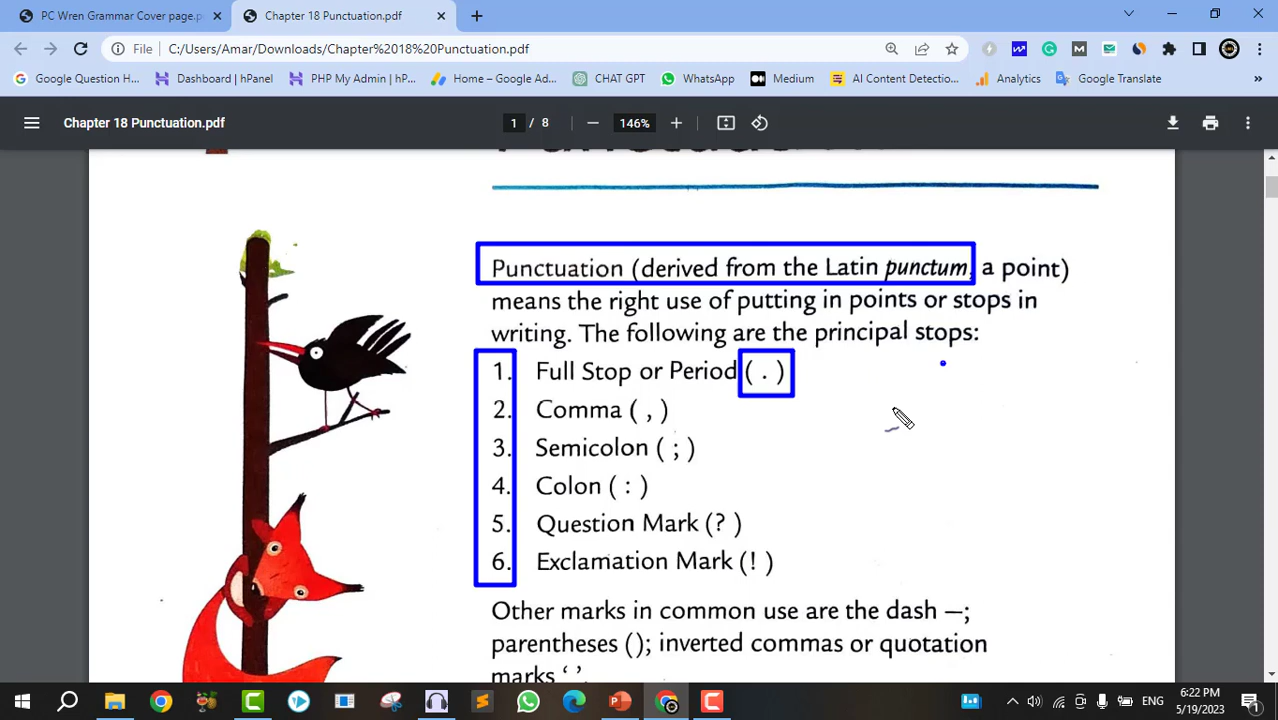 PC Wren Grammar Cover page.p
Chapter 18 Punctuation.pdf
File
C:/Users/Amar/Downloads/Chapter%2018%20Punctuation.pdf
Google Question H...
Dashboard | hPanel
PHP My Admin | hP...
Home – Google Ad...
CHAT GPT
WhatsApp
Medium
AI Content Detectio...
Analytics
Google Translate
»
Chapter 18 Punctuation.pdf
1 / 8
146%
Punctuation (derived from the Latin punctum, a point)
means the right use of putting in points or stops in
writing. The following are the principal stops:
1. Full Stop or Period ( . )
2. Comma ( , )
3. Semicolon ( ; )
4. Colon ( : )
5. Question Mark (? )
6. Exclamation Mark (! )
Other marks in common use are the dash —;
parentheses (); inverted commas or quotation
marks ‘ ’.
ENG
6:22 PM
5/19/2023